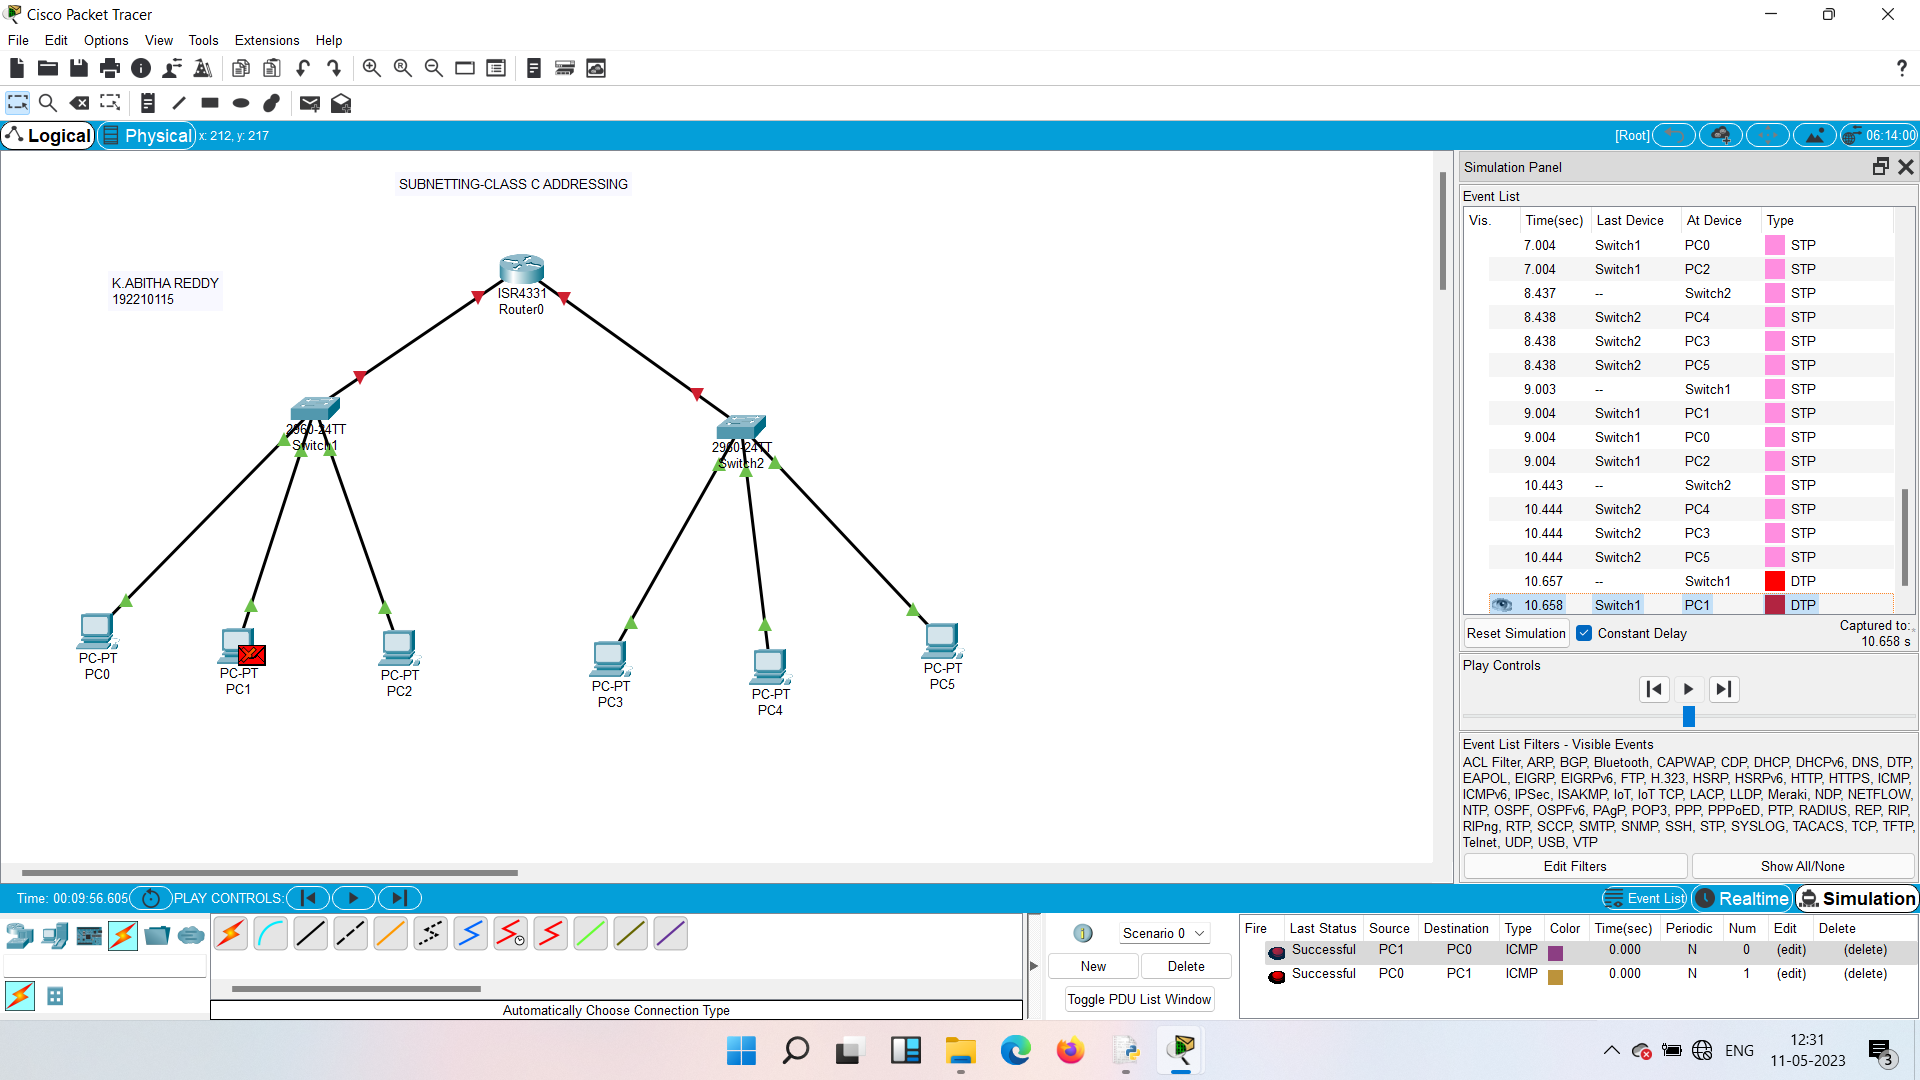 Cisco Packet Tracer
File Edit Options View Tools Extensions Help
?
Logical Physical x: 212, y: 217 [Root] 06:14:00
SUBNETTING-CLASS C ADDRESSING
K.ABITHA REDDY
192210115
ISR4331
Router0
2960-24TT
Switch1
2960-24TT
Switch2
PC-PT
PC0
PC-PT
PC1
PC-PT
PC2
PC-PT
PC3
PC-PT
PC4
PC-PT
PC5
Simulation Panel
Event List
Vis. Time(sec) Last Device At Device Type
7.004 Switch1 PC0 STP
7.004 Switch1 PC2 STP
8.437 -- Switch2 STP
8.438 Switch2 PC4 STP
8.438 Switch2 PC3 STP
8.438 Switch2 PC5 STP
9.003 -- Switch1 STP
9.004 Switch1 PC1 STP
9.004 Switch1 PC0 STP
9.004 Switch1 PC2 STP
10.443 -- Switch2 STP
10.444 Switch2 PC4 STP
10.444 Switch2 PC3 STP
10.444 Switch2 PC5 STP
10.657 -- Switch1 DTP
10.658 Switch1 PC1 DTP
Reset Simulation Constant Delay Captured to:
10.658 s
Play Controls
Event List Filters - Visible Events
ACL Filter, ARP, BGP, Bluetooth, CAPWAP, CDP, DHCP, DHCPv6, DNS, DTP,
EAPOL, EIGRP, EIGRPv6, FTP, H.323, HSRP, HSRPv6, HTTP, HTTPS, ICMP,
ICMPv6, IPSec, ISAKMP, IoT, IoT TCP, LACP, LLDP, Meraki, NDP, NETFLOW,
NTP, OSPF, OSPFv6, PAgP, POP3, PPP, PPPoED, PTP, RADIUS, REP, RIP,
RIPng, RTP, SCCP, SMTP, SNMP, SSH, STP, SYSLOG, TACACS, TCP, TFTP,
Telnet, UDP, USB, VTP
Edit Filters Show All/None
Time: 00:09:56.605 PLAY CONTROLS: Event List Realtime Simulation
Automatically Choose Connection Type
1 Scenario 0
New Delete
Toggle PDU List Window
Fire Last Status Source Destination Type Color Time(sec) Periodic Num Edit Delete
Successful PC1 PC0 ICMP 0.000 N 0 (edit) (delete)
Successful PC0 PC1 ICMP 0.000 N 1 (edit) (delete)
ENG 12:31
11-05-2023 3